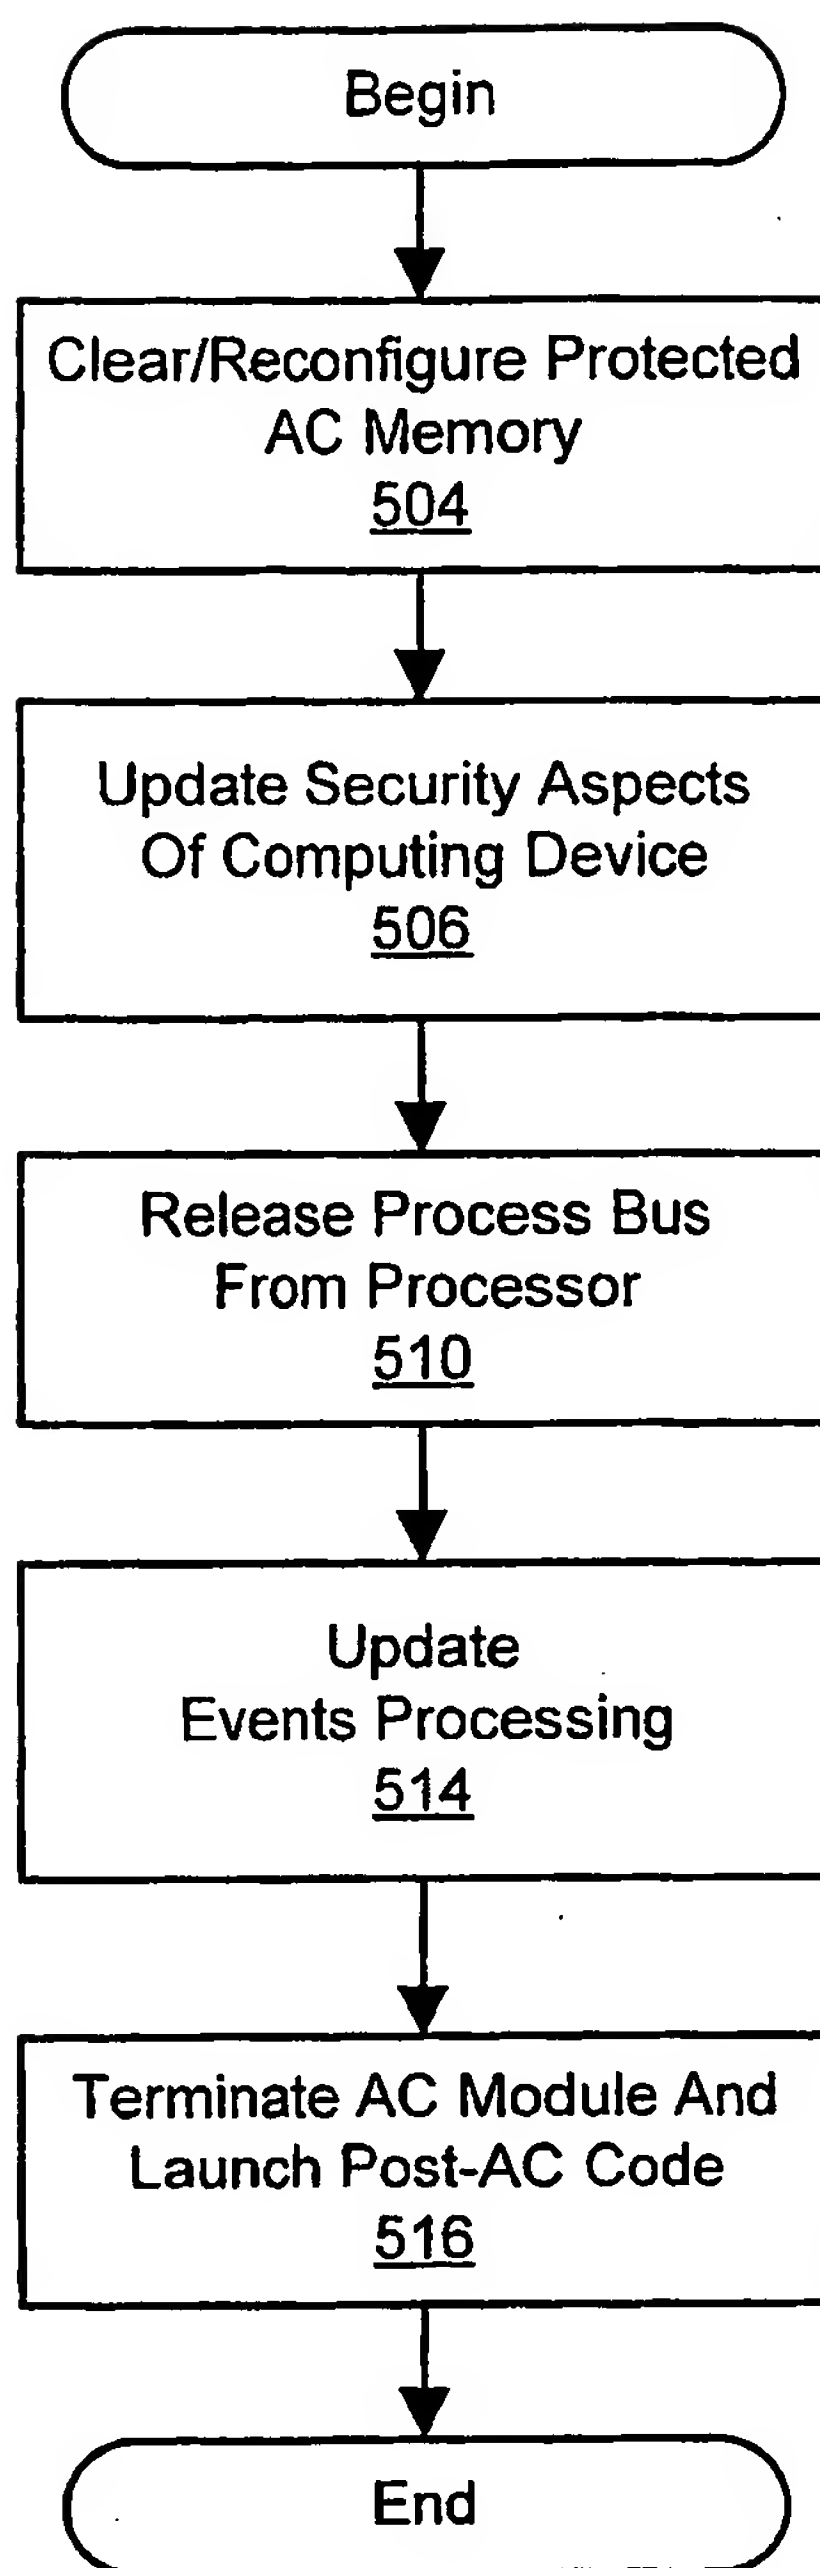 Begin
Clear/Reconfigure Protected
AC Memory
504
Update Security Aspects
Of Computing Device
506
Release Process Bus
From Processor
510
Update
Events Processing
514
Terminate AC Module And
Launch Post-AC Code
516
End